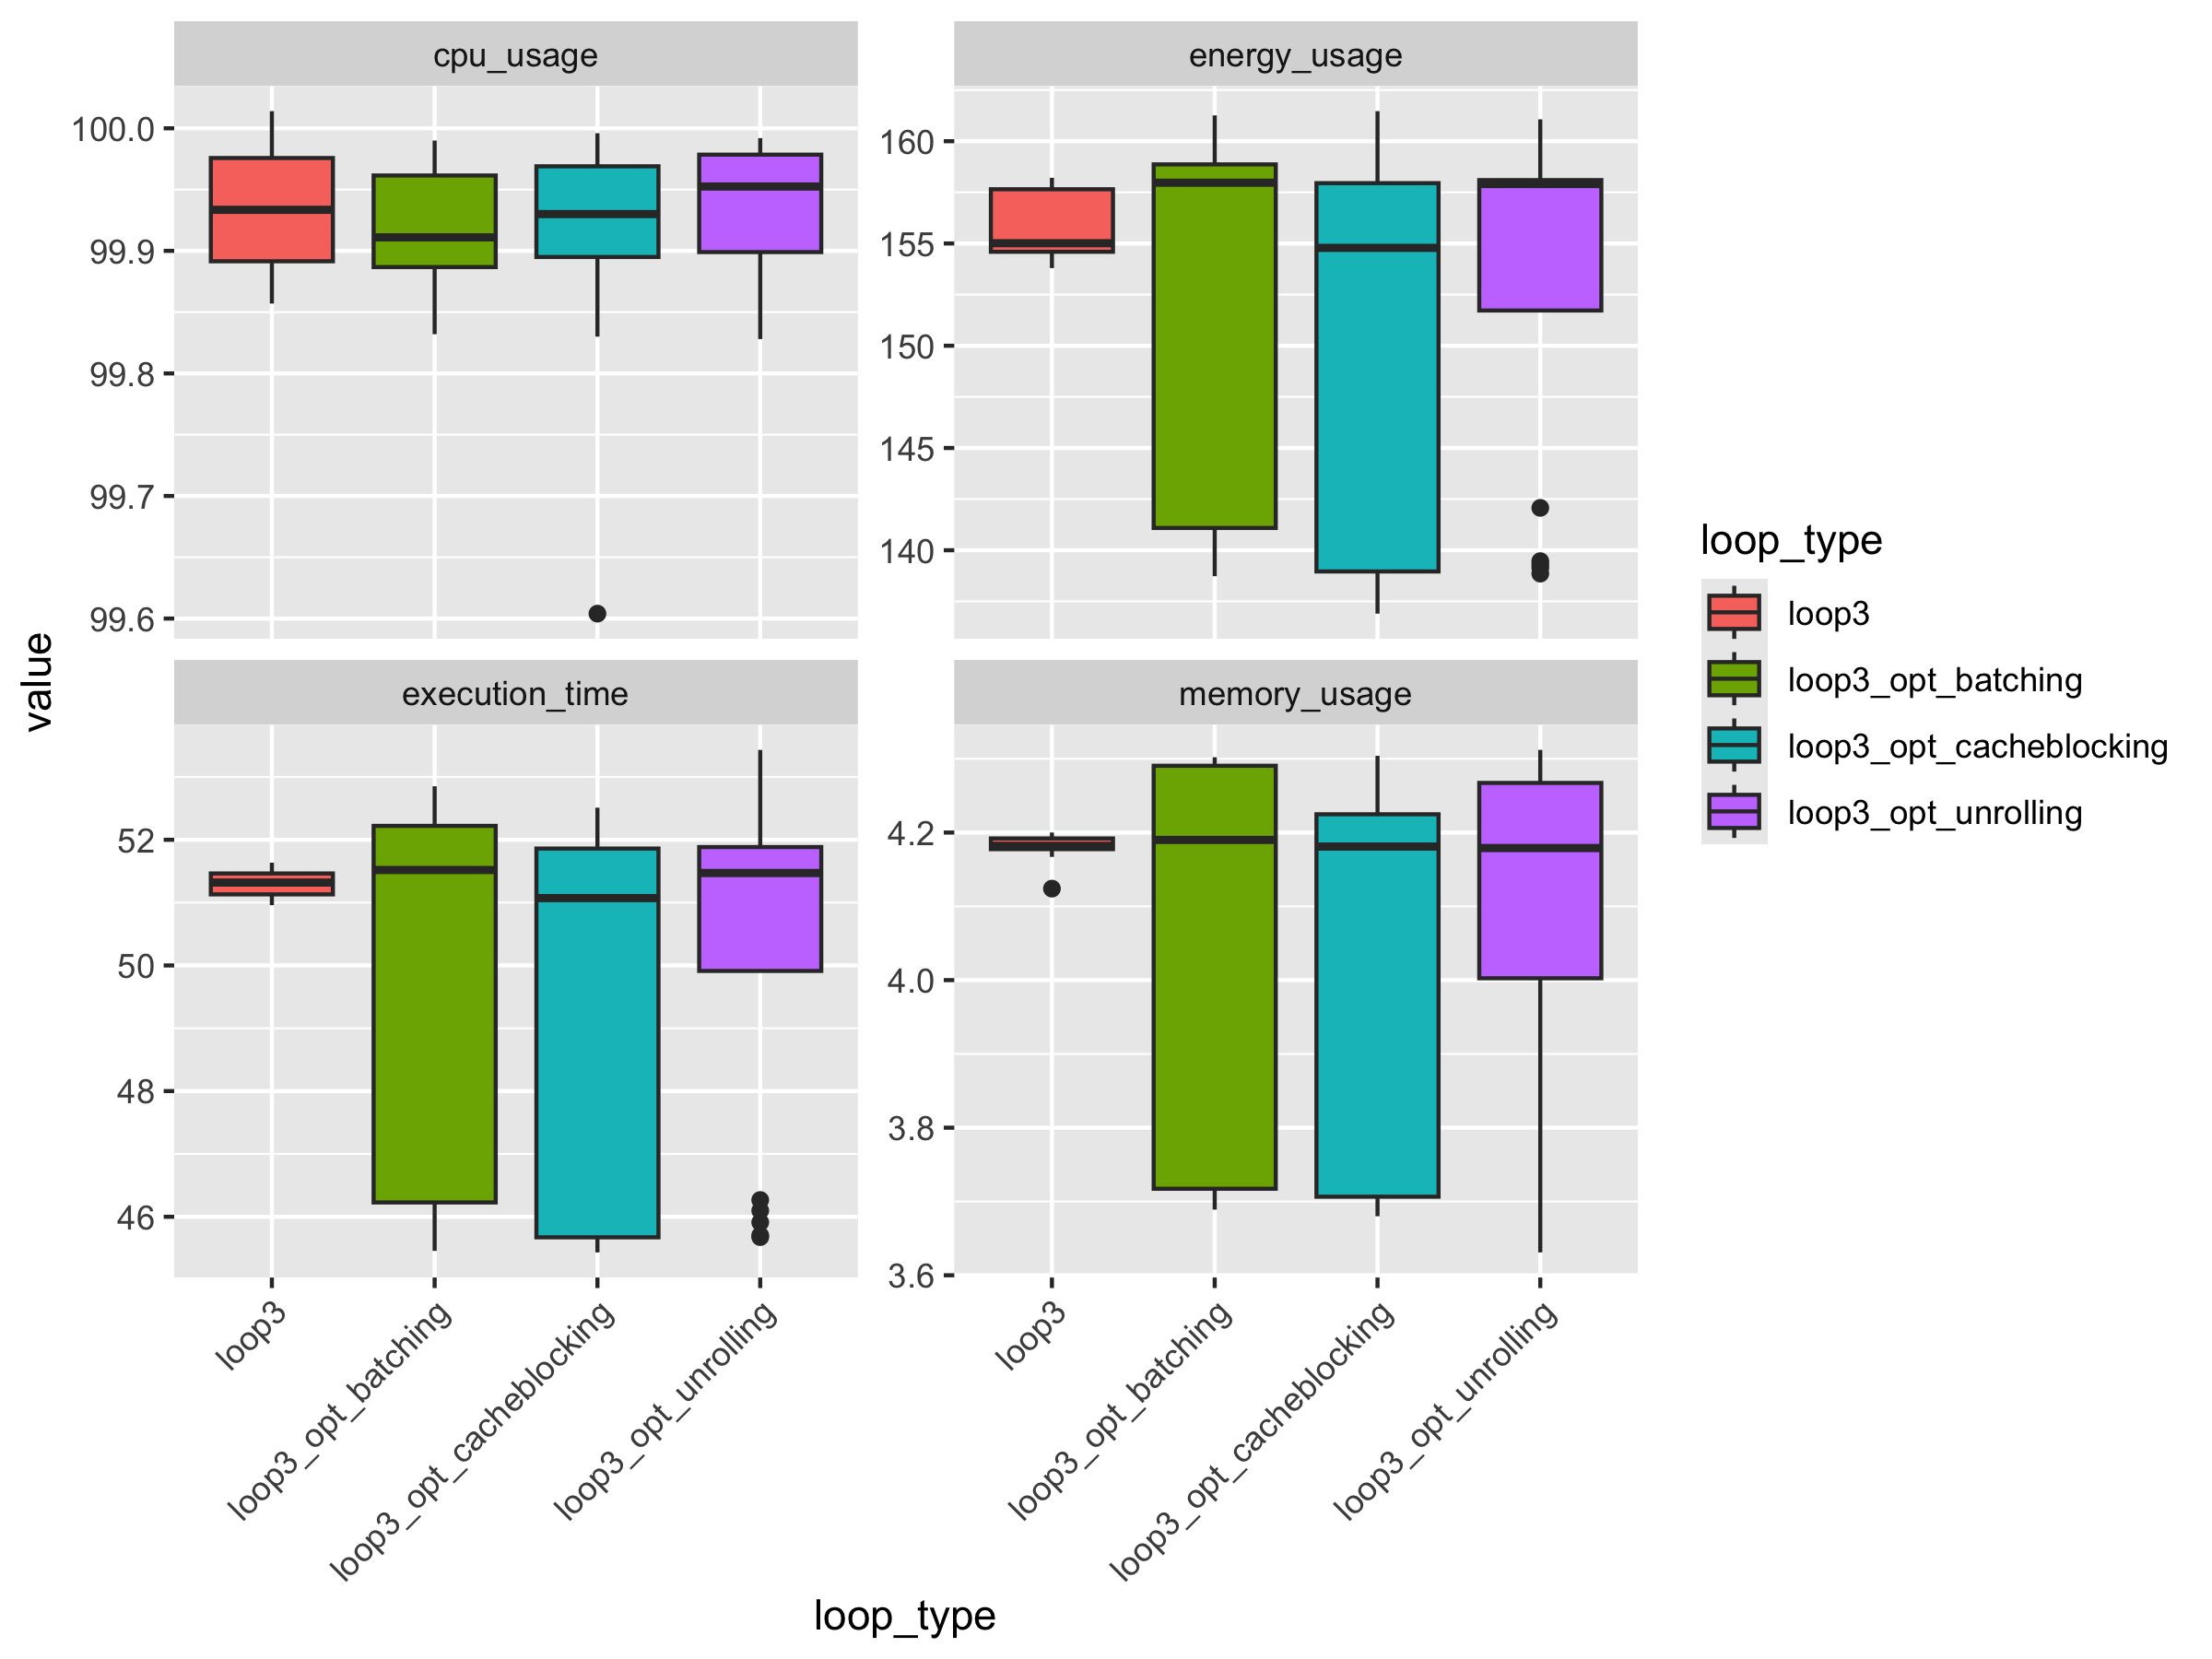 cpu_usage
energy_usage
100.0
99.9
99.8
99.7
99.6
160
155
150
145
140
execution_time
memory_usage
52
50
48
46
4.2
4.0
3.8
3.6
loop3
loop3_opt_batching
loop3_opt_cacheblocking
loop3_opt_unrolling
loop3
loop3_opt_batching
loop3_opt_cacheblocking
loop3_opt_unrolling
value
loop_type
loop_type
loop3
loop3_opt_batching
loop3_opt_cacheblocking
loop3_opt_unrolling